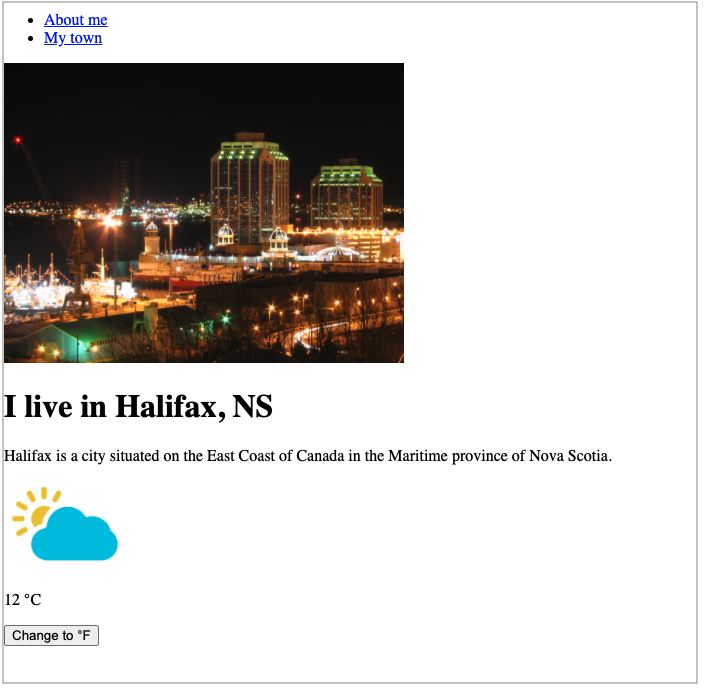 About me
My town
I live in Halifax, NS
Halifax is a city situated on the East Coast of Canada in the Maritime province of Nova Scotia.
12 °C
Change to °F